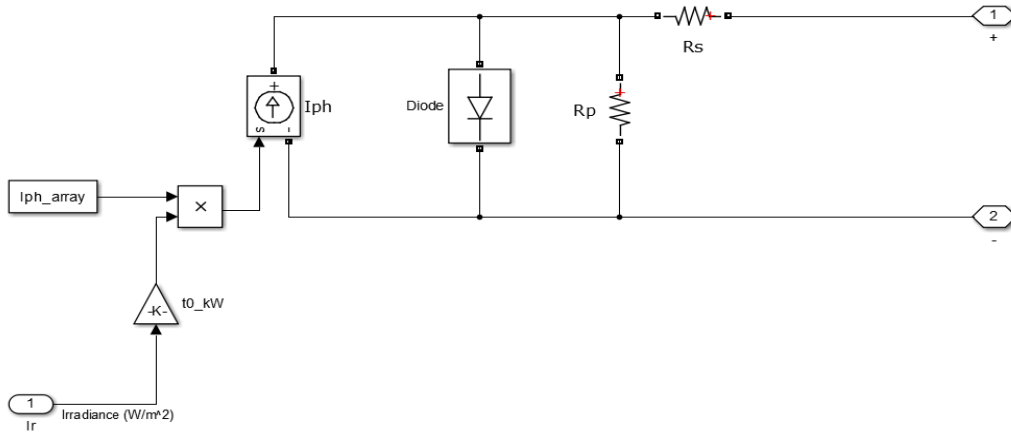 1
+
Rs
+
s
-
Iph
Diode
Rp
Iph_array
×
2
-
-K-
t0_kW
1
Ir
Irradiance (W/m^2)